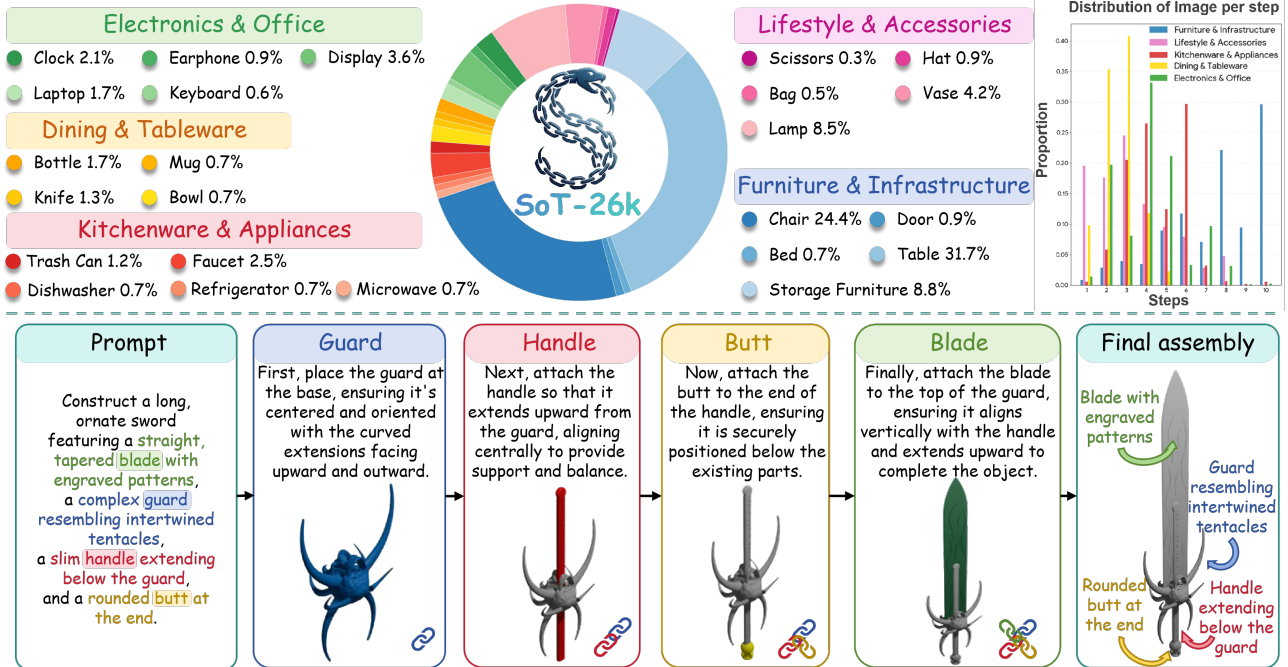 Electronics & Office
Clock 2.1%
Earphone 0.9%
Display 3.6%
Laptop 1.7%
Keyboard 0.6%
Dining & Tableware
Bottle 1.7%
Mug 0.7%
Knife 1.3%
Bowl 0.7%
Kitchenware & Appliances
Trash Can 1.2%
Faucet 2.5%
Dishwasher 0.7%
Refrigerator 0.7%
Microwave 0.7%
SoT-26k
Lifestyle & Accessories
Scissors 0.3%
Hat 0.9%
Bag 0.5%
Vase 4.2%
Lamp 8.5%
Furniture & Infrastructure
Chair 24.4%
Door 0.9%
Bed 0.7%
Table 31.7%
Storage Furniture 8.8%
Distribution of Image per step
Furniture & Infrastructure
Lifestyle & Accessories
Kitchenware & Appliances
Dining & Tableware
Electronics & Office
Proportion
0.40
0.35
0.30
0.25
0.20
0.15
0.10
0.05
0.00
1 2 3 4 5 6 7 8 9 10
Steps
Prompt
Construct a long,
ornate sword
featuring a straight,
tapered blade with
engraved patterns,
a complex guard
resembling intertwined
tentacles,
a slim handle extending
below the guard,
and a rounded butt at
the end.
Guard
First, place the guard at
the base, ensuring it's
centered and oriented
with the curved
extensions facing
upward and outward.
Handle
Next, attach the
handle so that it
extends upward from
the guard, aligning
centrally to provide
support and balance.
Butt
Now, attach the
butt to the end of
the handle, ensuring
it is securely
positioned below the
existing parts.
Blade
Finally, attach the blade
to the top of the guard,
ensuring it aligns
vertically with the handle
and extends upward to
complete the object.
Final assembly
Blade with
engraved
patterns
Guard
resembling
intertwined
tentacles
Rounded
butt at
the end
Handle
extending
below the
guard